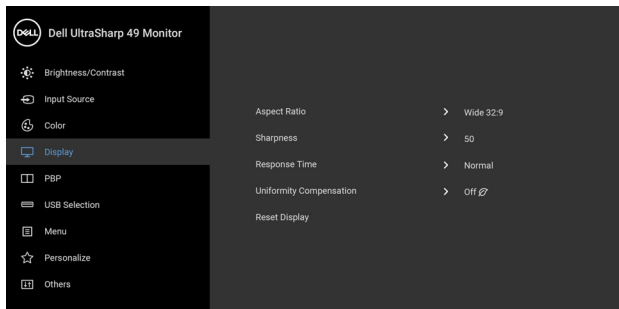 DELL Dell UltraSharp 49 Monitor
Brightness/Contrast
Input Source
Color
Display
PBP
USB Selection
Menu
Personalize
Others
Aspect Ratio > Wide 32:9
Sharpness > 50
Response Time > Normal
Uniformity Compensation > Off
Reset Display